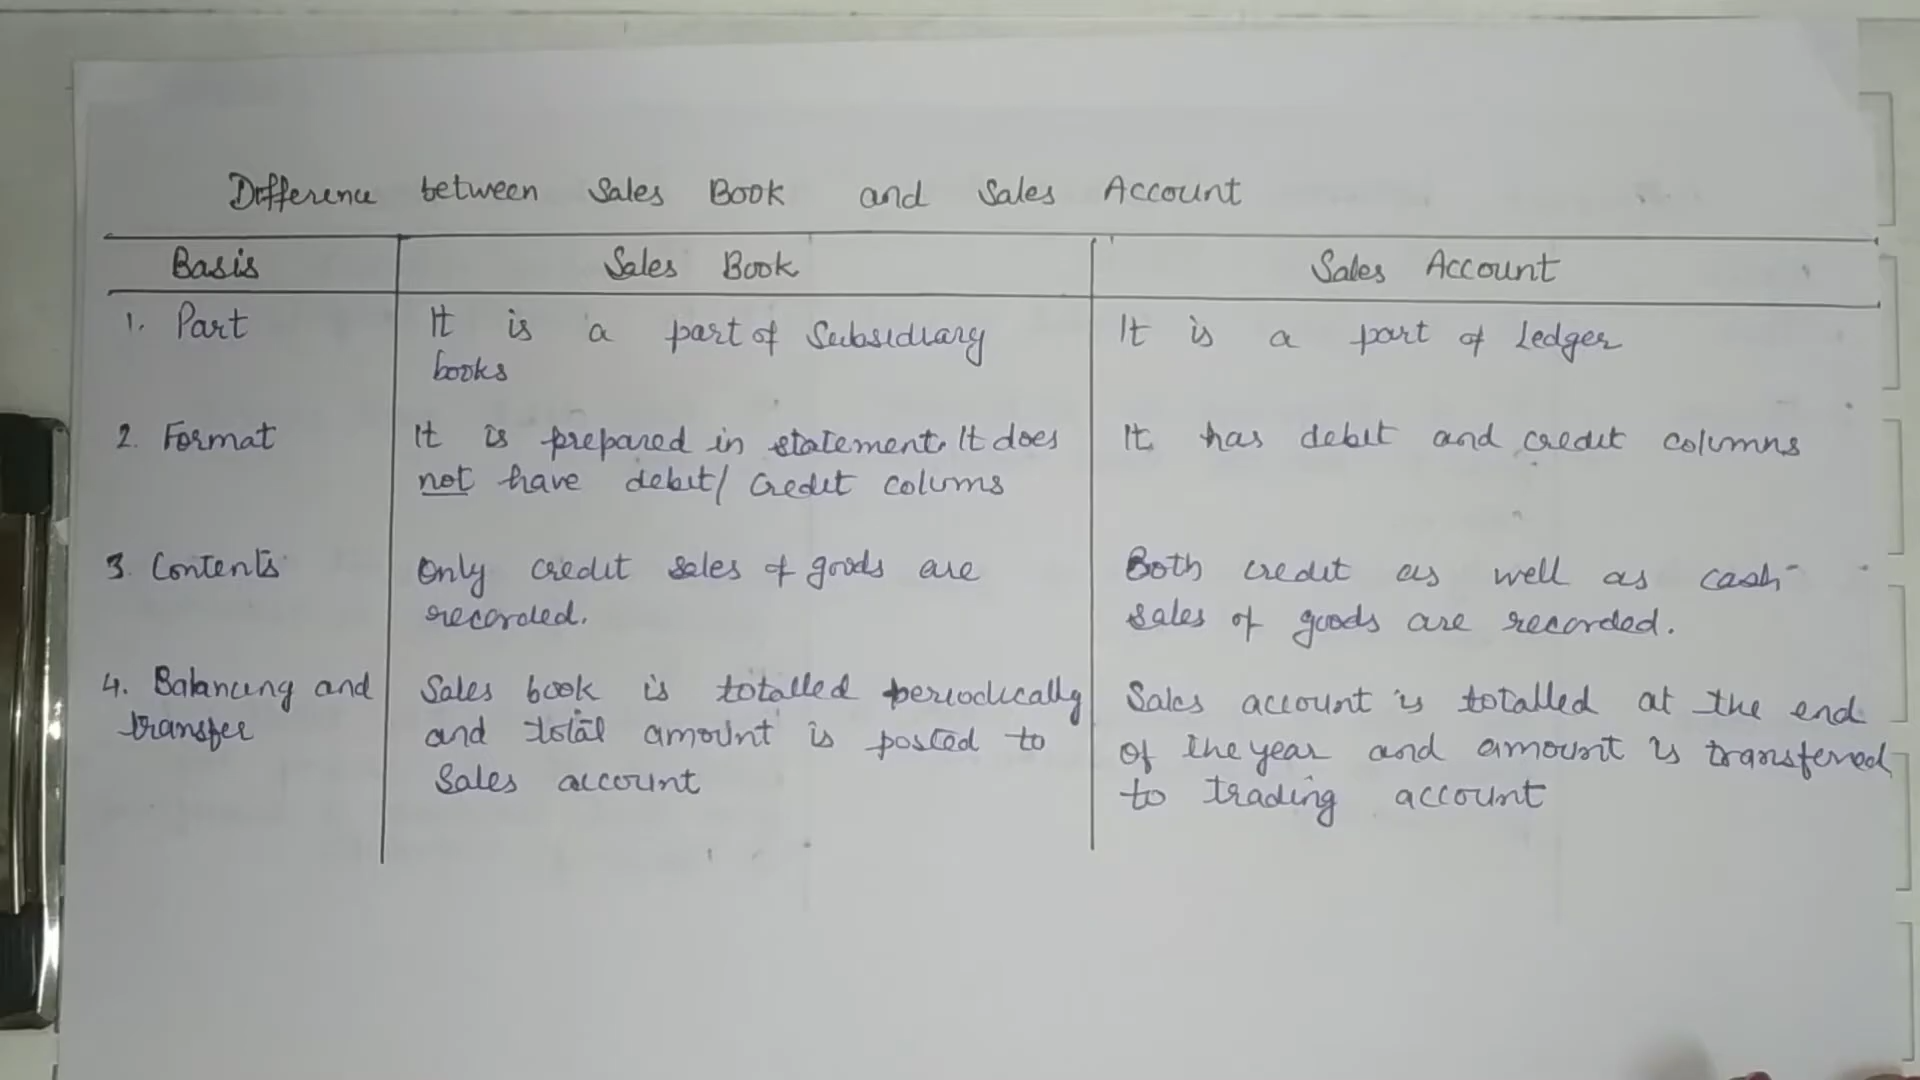 Difference between Sales Book and Sales Account
Basis Sales Book Sales Account
1. Part It is a part of Subsidiary It is a part of Ledger
books
2. Format It is prepared in statement. It does It has debit and credit columns
not have debit/ credit colums
3. Contents Only credit sales of goods are Both credit as well as cash
recorded. sales of goods are recorded.
4. Balancing and Sales book is totalled periodically Sales account is totalled at the end
transfer and total amount is posted to of the year and amount is transferred
Sales account to trading account